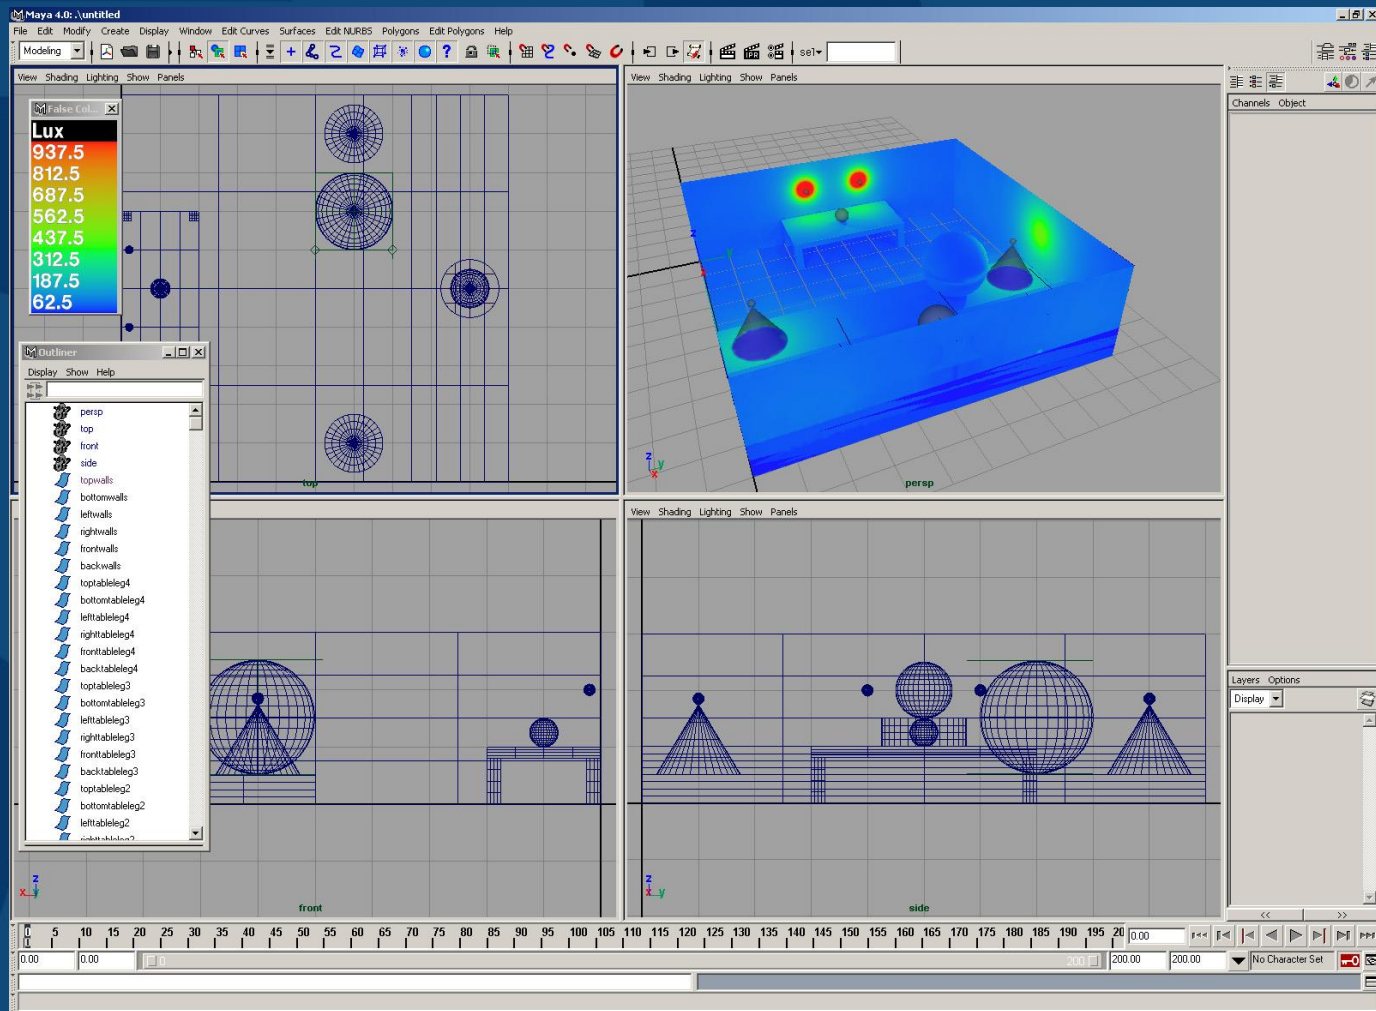 Maya 4.0: .\untitled
File Edit Modify Create Display Window Edit Curves Surfaces Edit NURBS Polygons Edit Polygons Help
Modeling
sel
View Shading Lighting Show Panels
View Shading Lighting Show Panels
Channels Object
False Col...
Lux
937.5
812.5
687.5
562.5
437.5
312.5
187.5
62.5
z
y
x
z
y
x
top
persp
Outliner
Display Show Help
persp
top
front
side
topwalls
bottomwalls
leftwalls
rightwalls
frontwalls
backwalls
toptableleg4
bottomtableleg4
lefttableleg4
righttableleg4
fronttableleg4
backtableleg4
toptableleg3
bottomtableleg3
lefttableleg3
righttableleg3
fronttableleg3
backtableleg3
toptableleg2
bottomtableleg2
lefttableleg2
righttableleg2
View Shading Lighting Show Panels
Layers Options
Display
z
x y
front
z
x y
side
<< >>
0 5 10 15 20 25 30 35 40 45 50 55 60 65 70 75 80 85 90 95 100 105 110 115 120 125 130 135 140 145 150 155 160 165 170 175 180 185 190 195 20 0.00
0.00 0.00 0 200 200.00 200.00 No Character Set